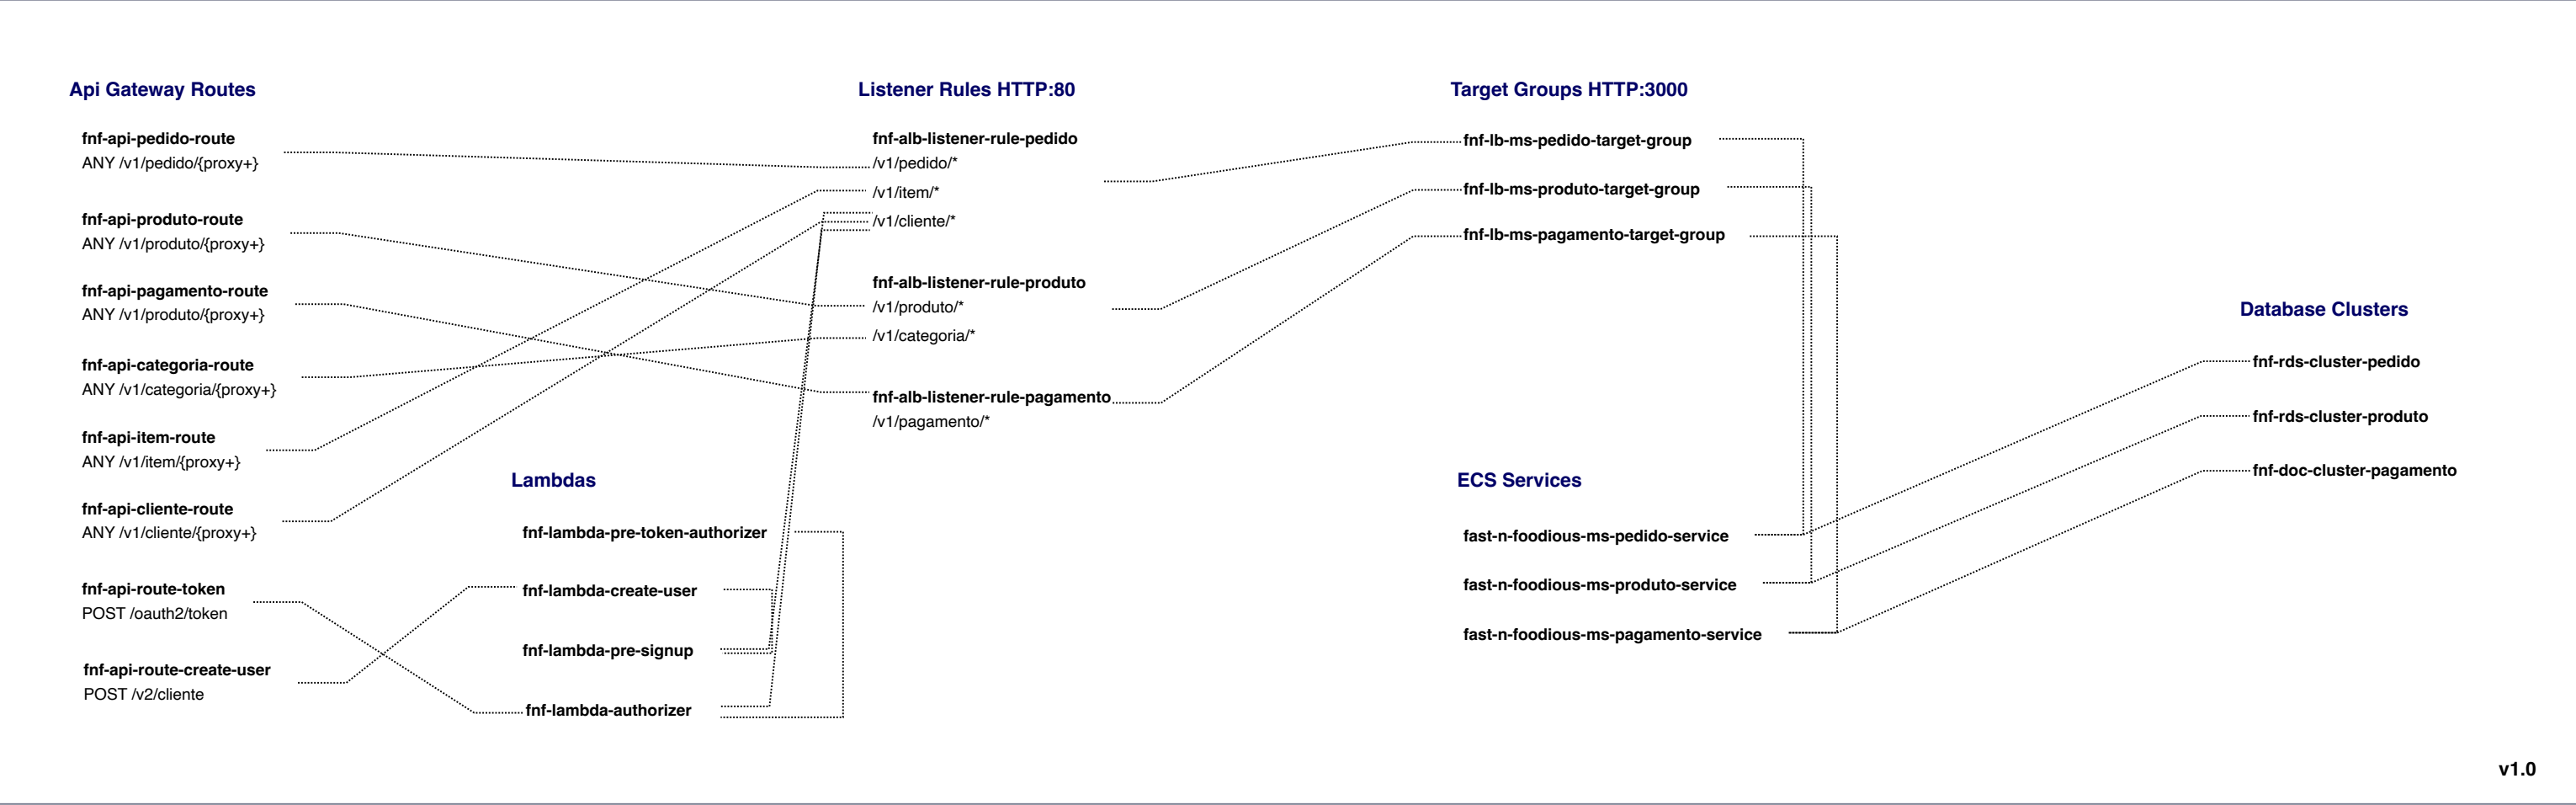 Api Gateway Routes
fnf-api-pedido-route
ANY /v1/pedido/{proxy+}
fnf-api-produto-route
ANY /v1/produto/{proxy+}
fnf-api-pagamento-route
ANY /v1/produto/{proxy+}
fnf-api-categoria-route
ANY /v1/categoria/{proxy+}
fnf-api-item-route
ANY /v1/item/{proxy+}
fnf-api-cliente-route
ANY /v1/cliente/{proxy+}
fnf-api-route-token
POST /oauth2/token
fnf-api-route-create-user
POST /v2/cliente
Lambdas
fnf-lambda-pre-token-authorizer
fnf-lambda-create-user
fnf-lambda-pre-signup
fnf-lambda-authorizer
Listener Rules HTTP:80
fnf-alb-listener-rule-pedido
/v1/pedido/*
/v1/item/*
/v1/cliente/*
fnf-alb-listener-rule-produto
/v1/produto/*
/v1/categoria/*
fnf-alb-listener-rule-pagamento
/v1/pagamento/*
Target Groups HTTP:3000
fnf-lb-ms-pedido-target-group
fnf-lb-ms-produto-target-group
fnf-lb-ms-pagamento-target-group
ECS Services
fast-n-foodious-ms-pedido-service
fast-n-foodious-ms-produto-service
fast-n-foodious-ms-pagamento-service
Database Clusters
fnf-rds-cluster-pedido
fnf-rds-cluster-produto
fnf-doc-cluster-pagamento
v1.0